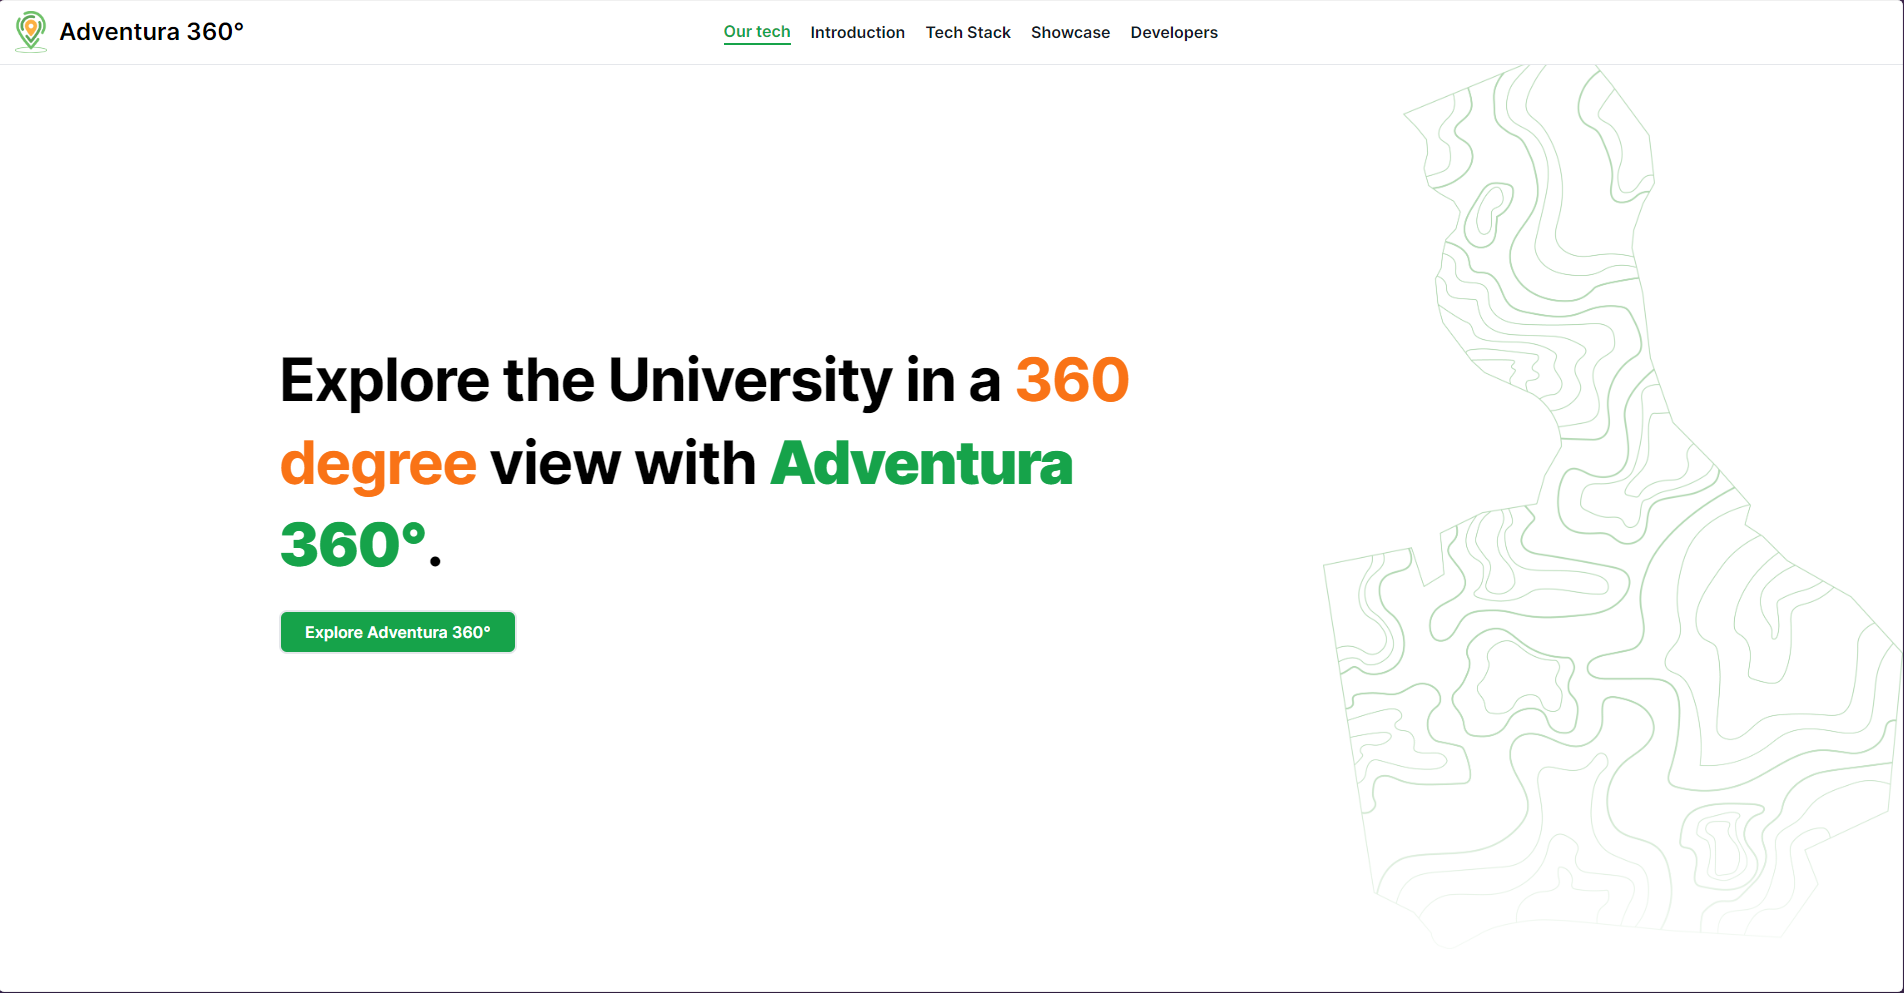 Adventura 360°
Our tech Introduction Tech Stack Showcase Developers
Explore the University in a 360
degree view with Adventura
360°.
Explore Adventura 360°